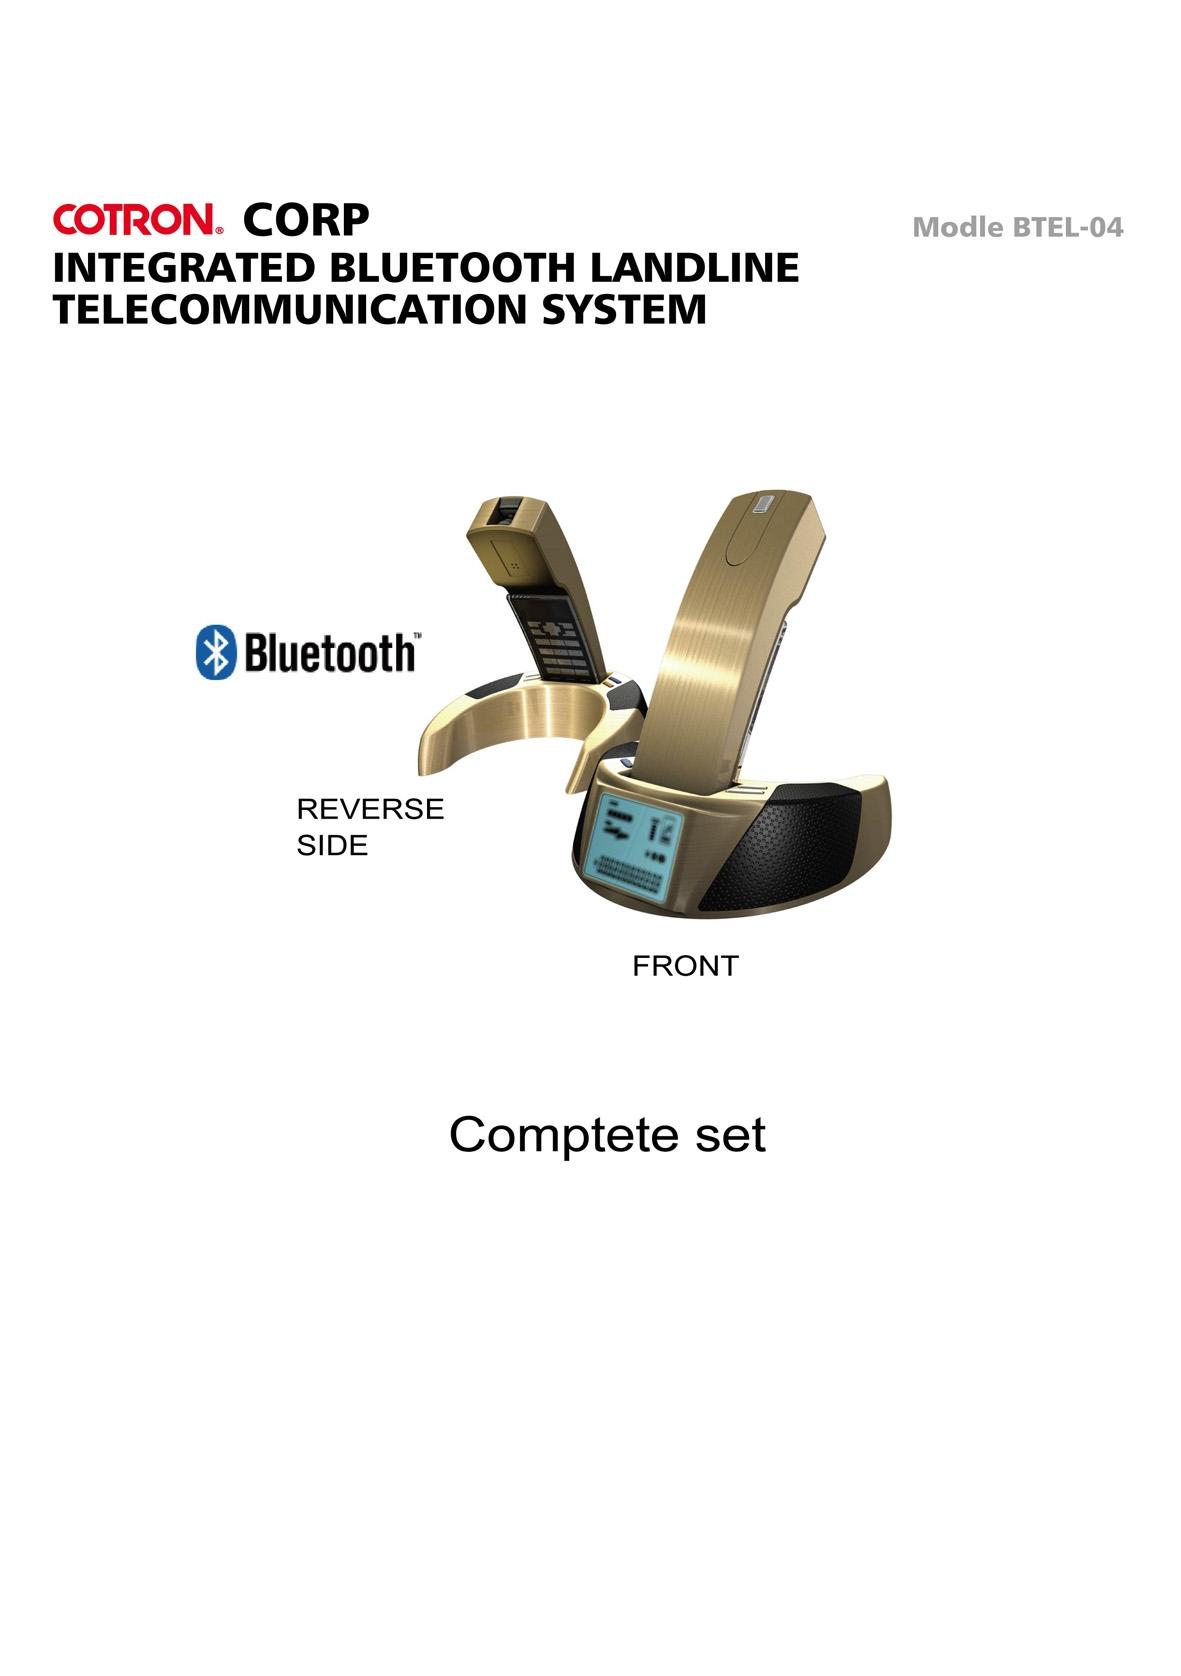 COTRON® CORP
Modle BTEL-04
INTEGRATED BLUETOOTH LANDLINE
TELECOMMUNICATION SYSTEM
Bluetooth™
REVERSE
SIDE
FRONT
Comptete set